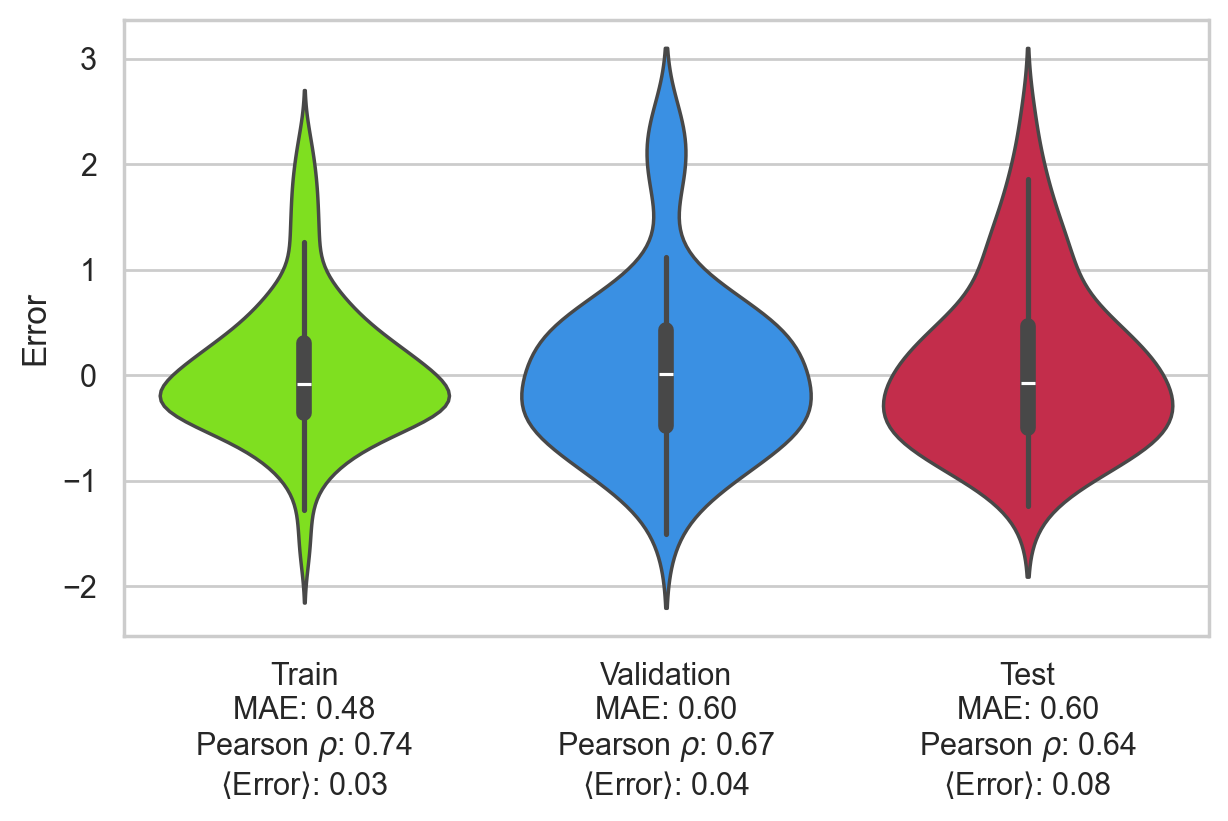 3
2
1
0
−1
−2
Error
Train
MAE: 0.48
Pearson ρ: 0.74
⟨Error⟩: 0.03
Validation
MAE: 0.60
Pearson ρ: 0.67
⟨Error⟩: 0.04
Test
MAE: 0.60
Pearson ρ: 0.64
⟨Error⟩: 0.08